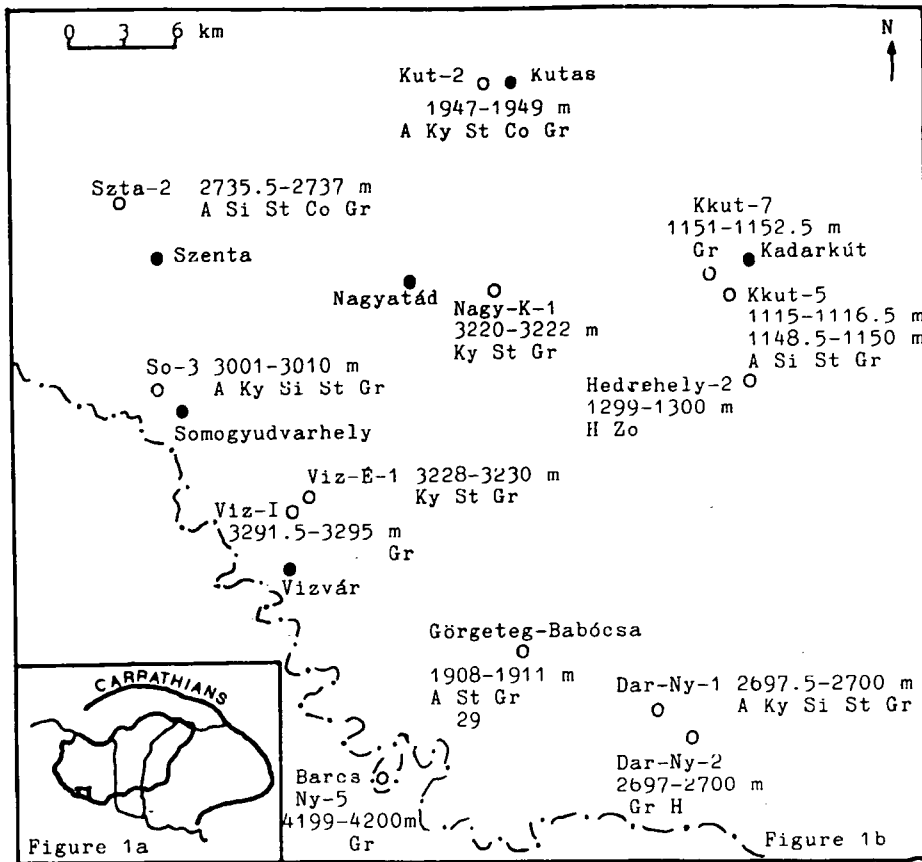 0 3 6 km
N
Kut-2 Kutas
1947-1949 m
A Ky St Co Gr
Szta-2 2735.5-2737 m
A Si St Co Gr
Szenta
Kkut-7
1151-1152.5 m
Gr Kadarkút
Nagyatád
Nagy-K-1
3220-3222 m
Ky St Gr
Kkut-5
1115-1116.5 m
1148.5-1150 m
A Si St Gr
So-3 3001-3010 m
A Ky Si St Gr
Somogyudvarhely
Hedrehely-2
1299-1300 m
H Zo
Viz-É-1 3228-3230 m
Ky St Gr
Viz-I
3291.5-3295 m
Gr
Vizvár
Görgeteg-Babócsa
1908-1911 m
A St Gr
29
Dar-Ny-1 2697.5-2700 m
A Ky Si St Gr
Dar-Ny-2
2697-2700 m
Gr H
Barcs
Ny-5
4199-4200m
Gr
CARPATHIANS
Figure 1a
Figure 1b